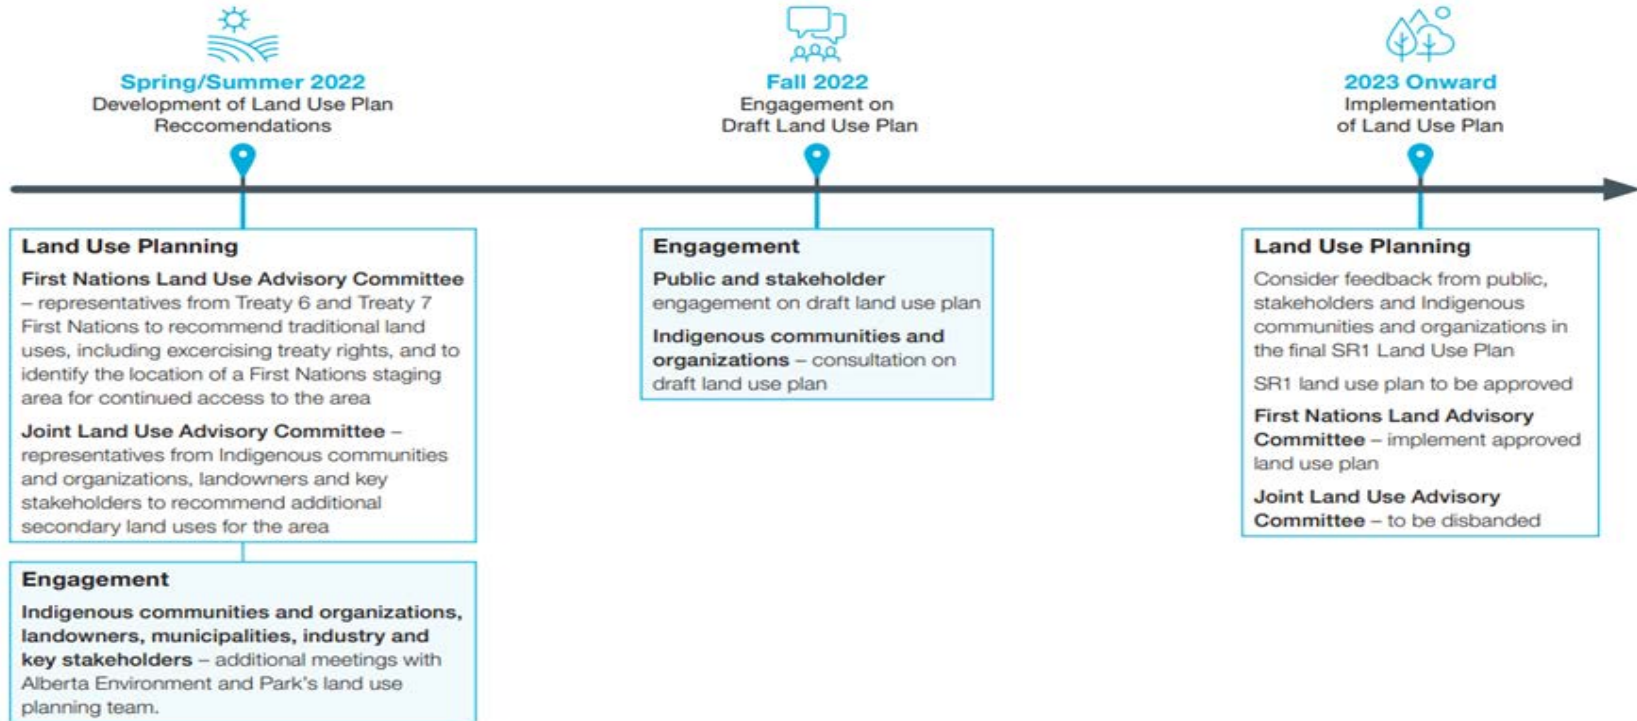 Spring/Summer 2022
Development of Land Use Plan
Reccomendations
Land Use Planning
First Nations Land Use Advisory Committee
– representatives from Treaty 6 and Treaty 7
First Nations to recommend traditional land
uses, including excercising treaty rights, and to
identify the location of a First Nations staging
area for continued access to the area
Joint Land Use Advisory Committee –
representatives from Indigenous communities
and organizations, landowners and key
stakeholders to recommend additional
secondary land uses for the area
Engagement
Indigenous communities and organizations,
landowners, municipalities, industry and
key stakeholders – additional meetings with
Alberta Environment and Park's land use
planning team.
Fall 2022
Engagement on
Draft Land Use Plan
Engagement
Public and stakeholder
engagement on draft land use plan
Indigenous communities and
organizations – consultation on
draft land use plan
2023 Onward
Implementation
of Land Use Plan
Land Use Planning
Consider feedback from public,
stakeholders and Indigenous
communities and organizations in
the final SR1 Land Use Plan
SR1 land use plan to be approved
First Nations Land Advisory
Committee – implement approved
land use plan
Joint Land Use Advisory
Committee – to be disbanded